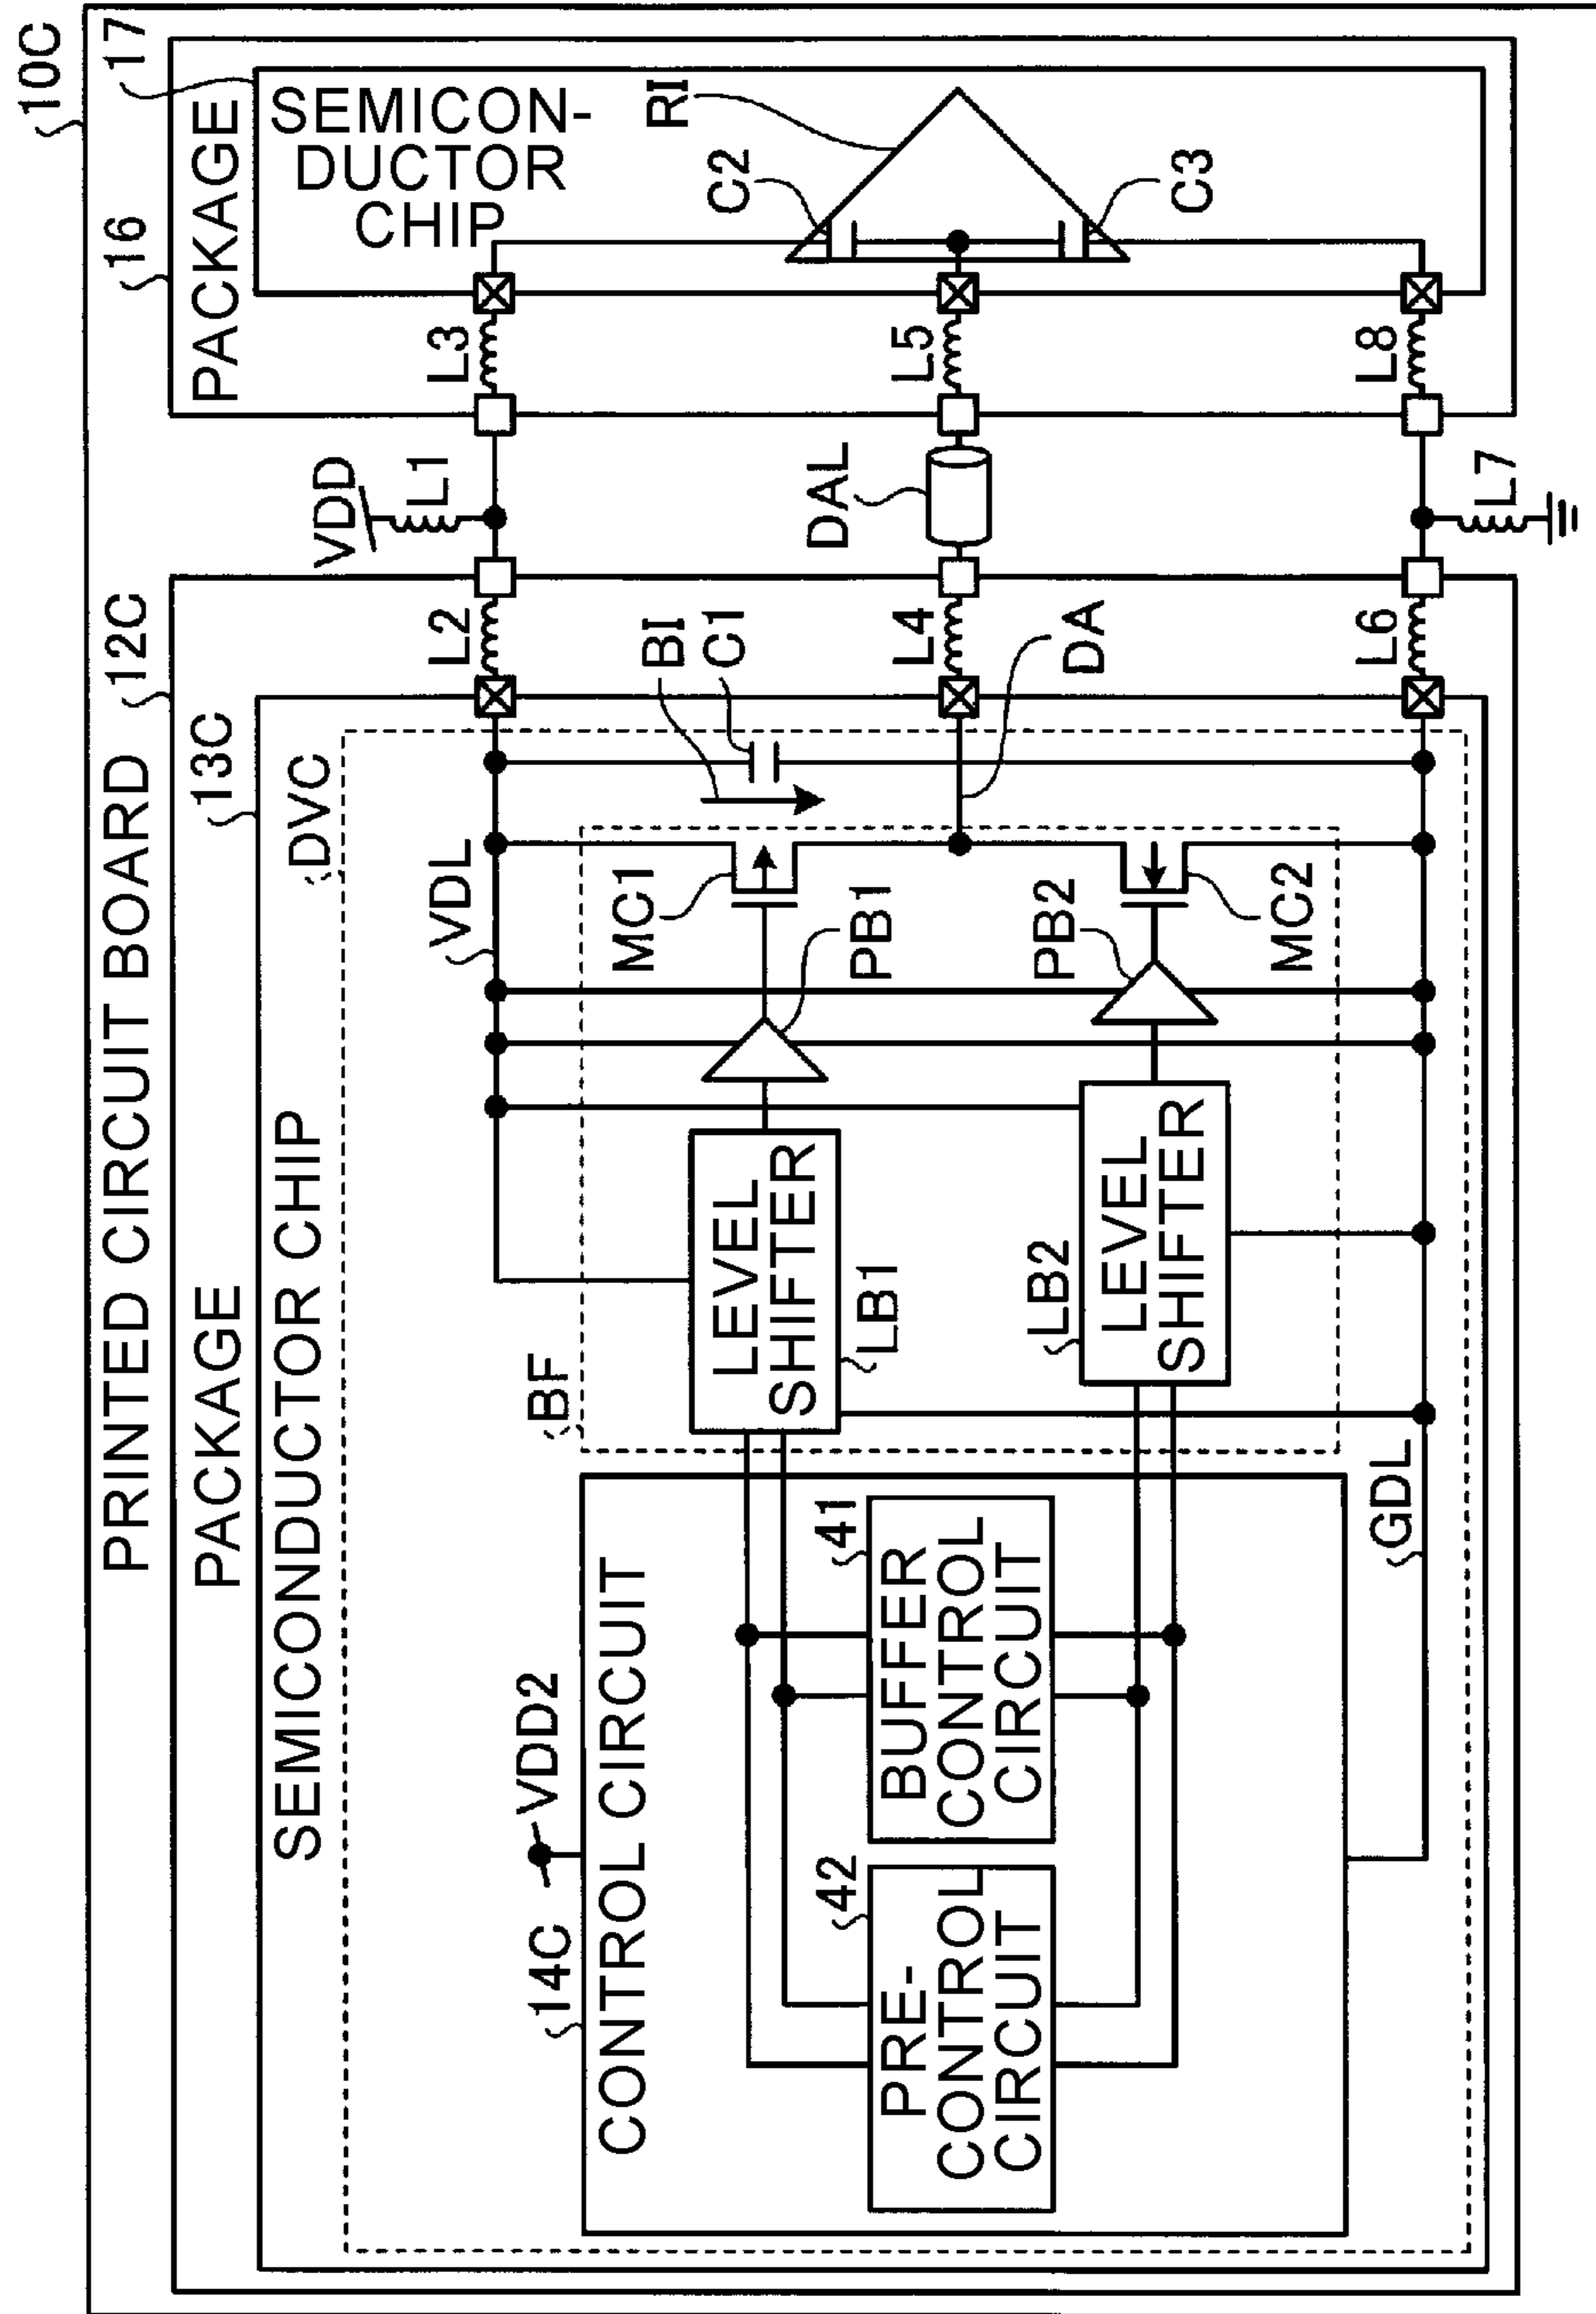 10C
PRINTED CIRCUIT BOARD
12C
PACKAGE
13C
SEMICONDUCTOR CHIP
DVC
14C
VDD2
CONTROL CIRCUIT
42
PRE-
CONTROL
CIRCUIT
41
BUFFER
CONTROL
CIRCUIT
GDL
BF
LEVEL
SHIFTER
LB1
LB2
LEVEL
SHIFTER
VDL
MC1
PB1
PB2
MC2
BI
C1
DA
L2
L4
L6
VDD
L1
DAL
L7
16
PACKAGE
17
SEMICON-
DUCTOR
CHIP
L3
L5
L8
RI
C2
C3